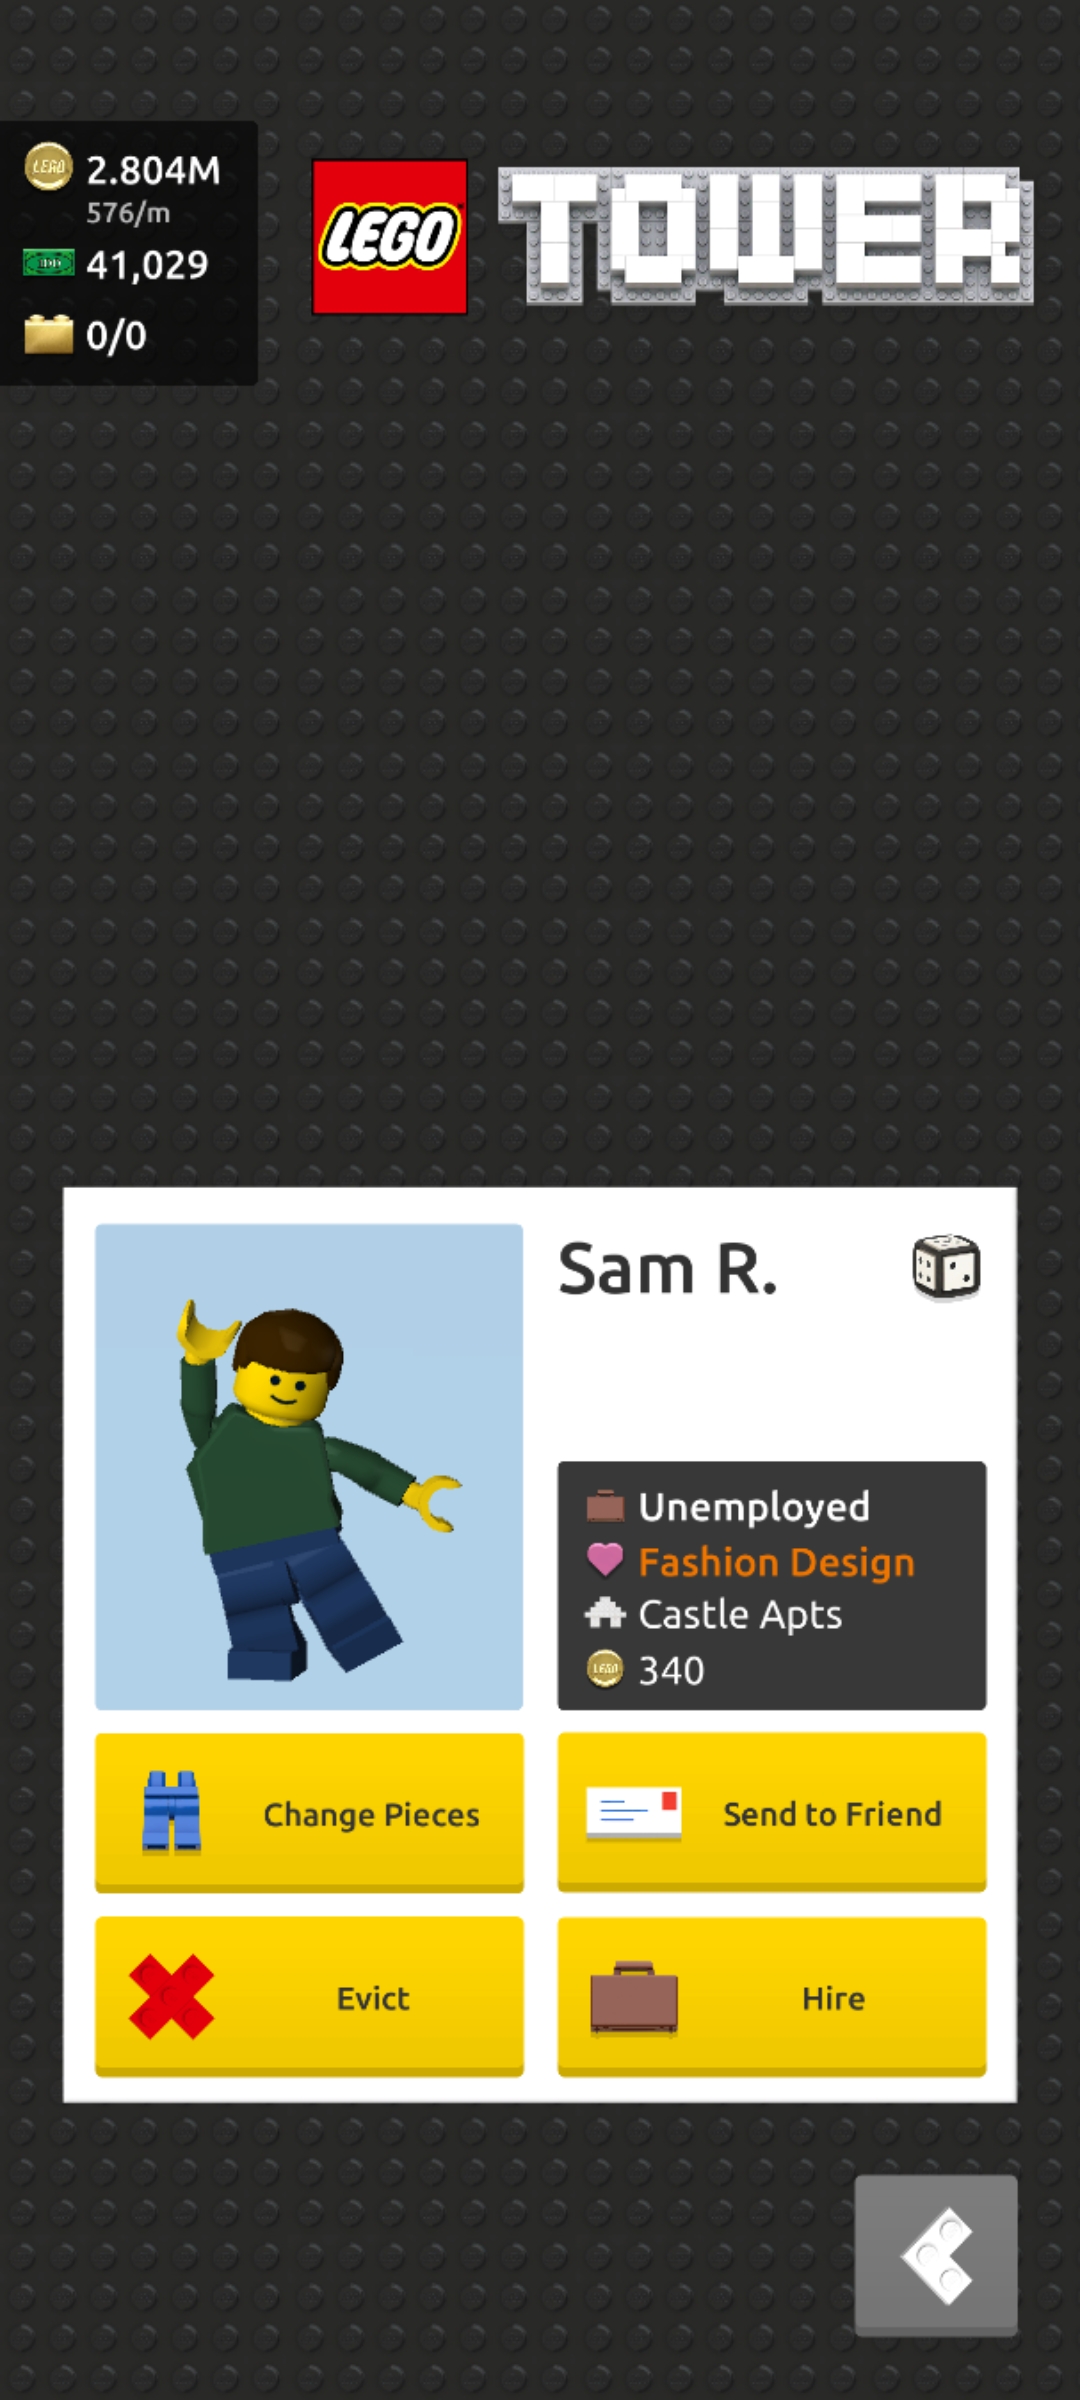 2.804M
576/m
41,029
0/0
LEGO TOWER
Sam R.
Unemployed
Fashion Design
Castle Apts
340
Change Pieces
Send to Friend
Evict
Hire